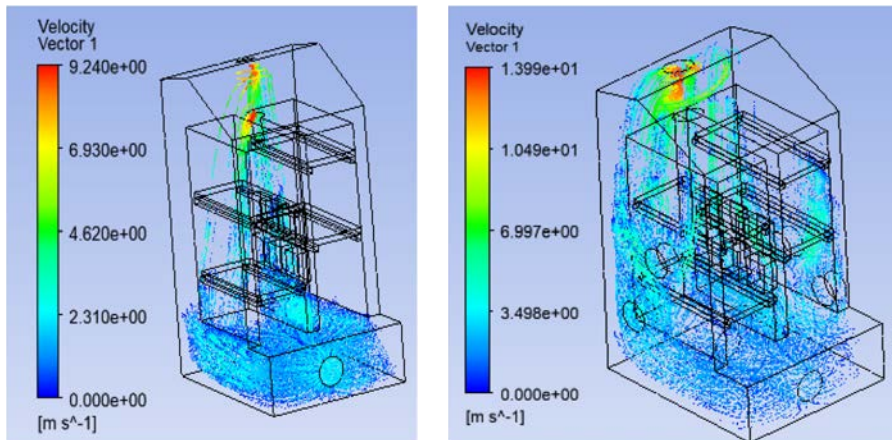 Velocity
Vector 1
9.240e+00
6.930e+00
4.620e+00
2.310e+00
0.000e+00
[m s^-1]
Velocity
Vector 1
1.399e+01
1.049e+01
6.997e+00
3.498e+00
0.000e+00
[m s^-1]